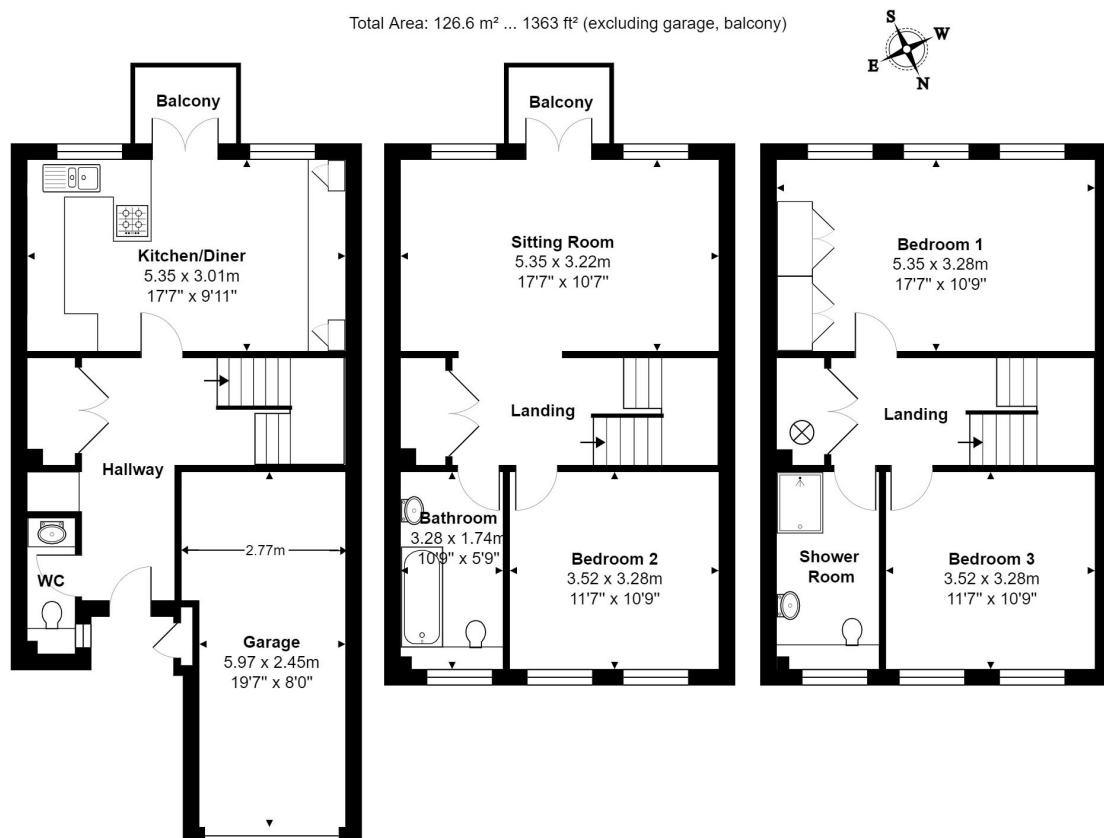 Total Area: 126.6 m² ... 1363 ft² (excluding garage, balcony)
S
W
E
N
Balcony
Kitchen/Diner
5.35 x 3.01m
17'7" x 9'11"
Hallway
WC
2.77m
Garage
5.97 x 2.45m
19'7" x 8'0"
Balcony
Sitting Room
5.35 x 3.22m
17'7" x 10'7"
Landing
Bathroom
3.28 x 1.74m
10'9" x 5'9"
Bedroom 2
3.52 x 3.28m
11'7" x 10'9"
Bedroom 1
5.35 x 3.28m
17'7" x 10'9"
Landing
Shower
Room
Bedroom 3
3.52 x 3.28m
11'7" x 10'9"